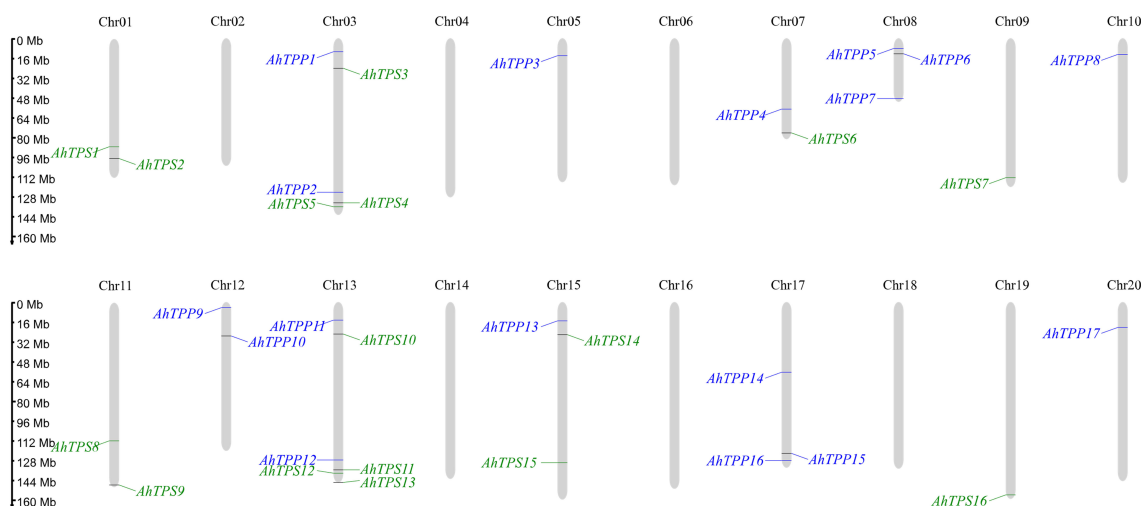 Chr01 Chr02 Chr03 Chr04 Chr05 Chr06 Chr07 Chr08 Chr09 Chr10
0 Mb
16 Mb
32 Mb
48 Mb
64 Mb
80 Mb
96 Mb
112 Mb
128 Mb
144 Mb
160 Mb
AhTPS1
AhTPS2
AhTPP1
AhTPS3
AhTPP2
AhTPS5
AhTPS4
AhTPP3
AhTPP4
AhTPS6
AhTPP5
AhTPP6
AhTPP7
AhTPS7
AhTPP8
Chr11 Chr12 Chr13 Chr14 Chr15 Chr16 Chr17 Chr18 Chr19 Chr20
0 Mb
16 Mb
32 Mb
48 Mb
64 Mb
80 Mb
96 Mb
112 Mb
128 Mb
144 Mb
160 Mb
AhTPS8
AhTPS9
AhTPP9
AhTPP10
AhTPP11
AhTPS10
AhTPP12
AhTPS12
AhTPS11
AhTPS13
AhTPP13
AhTPS14
AhTPS15
AhTPP14
AhTPP16
AhTPP15
AhTPS16
AhTPP17